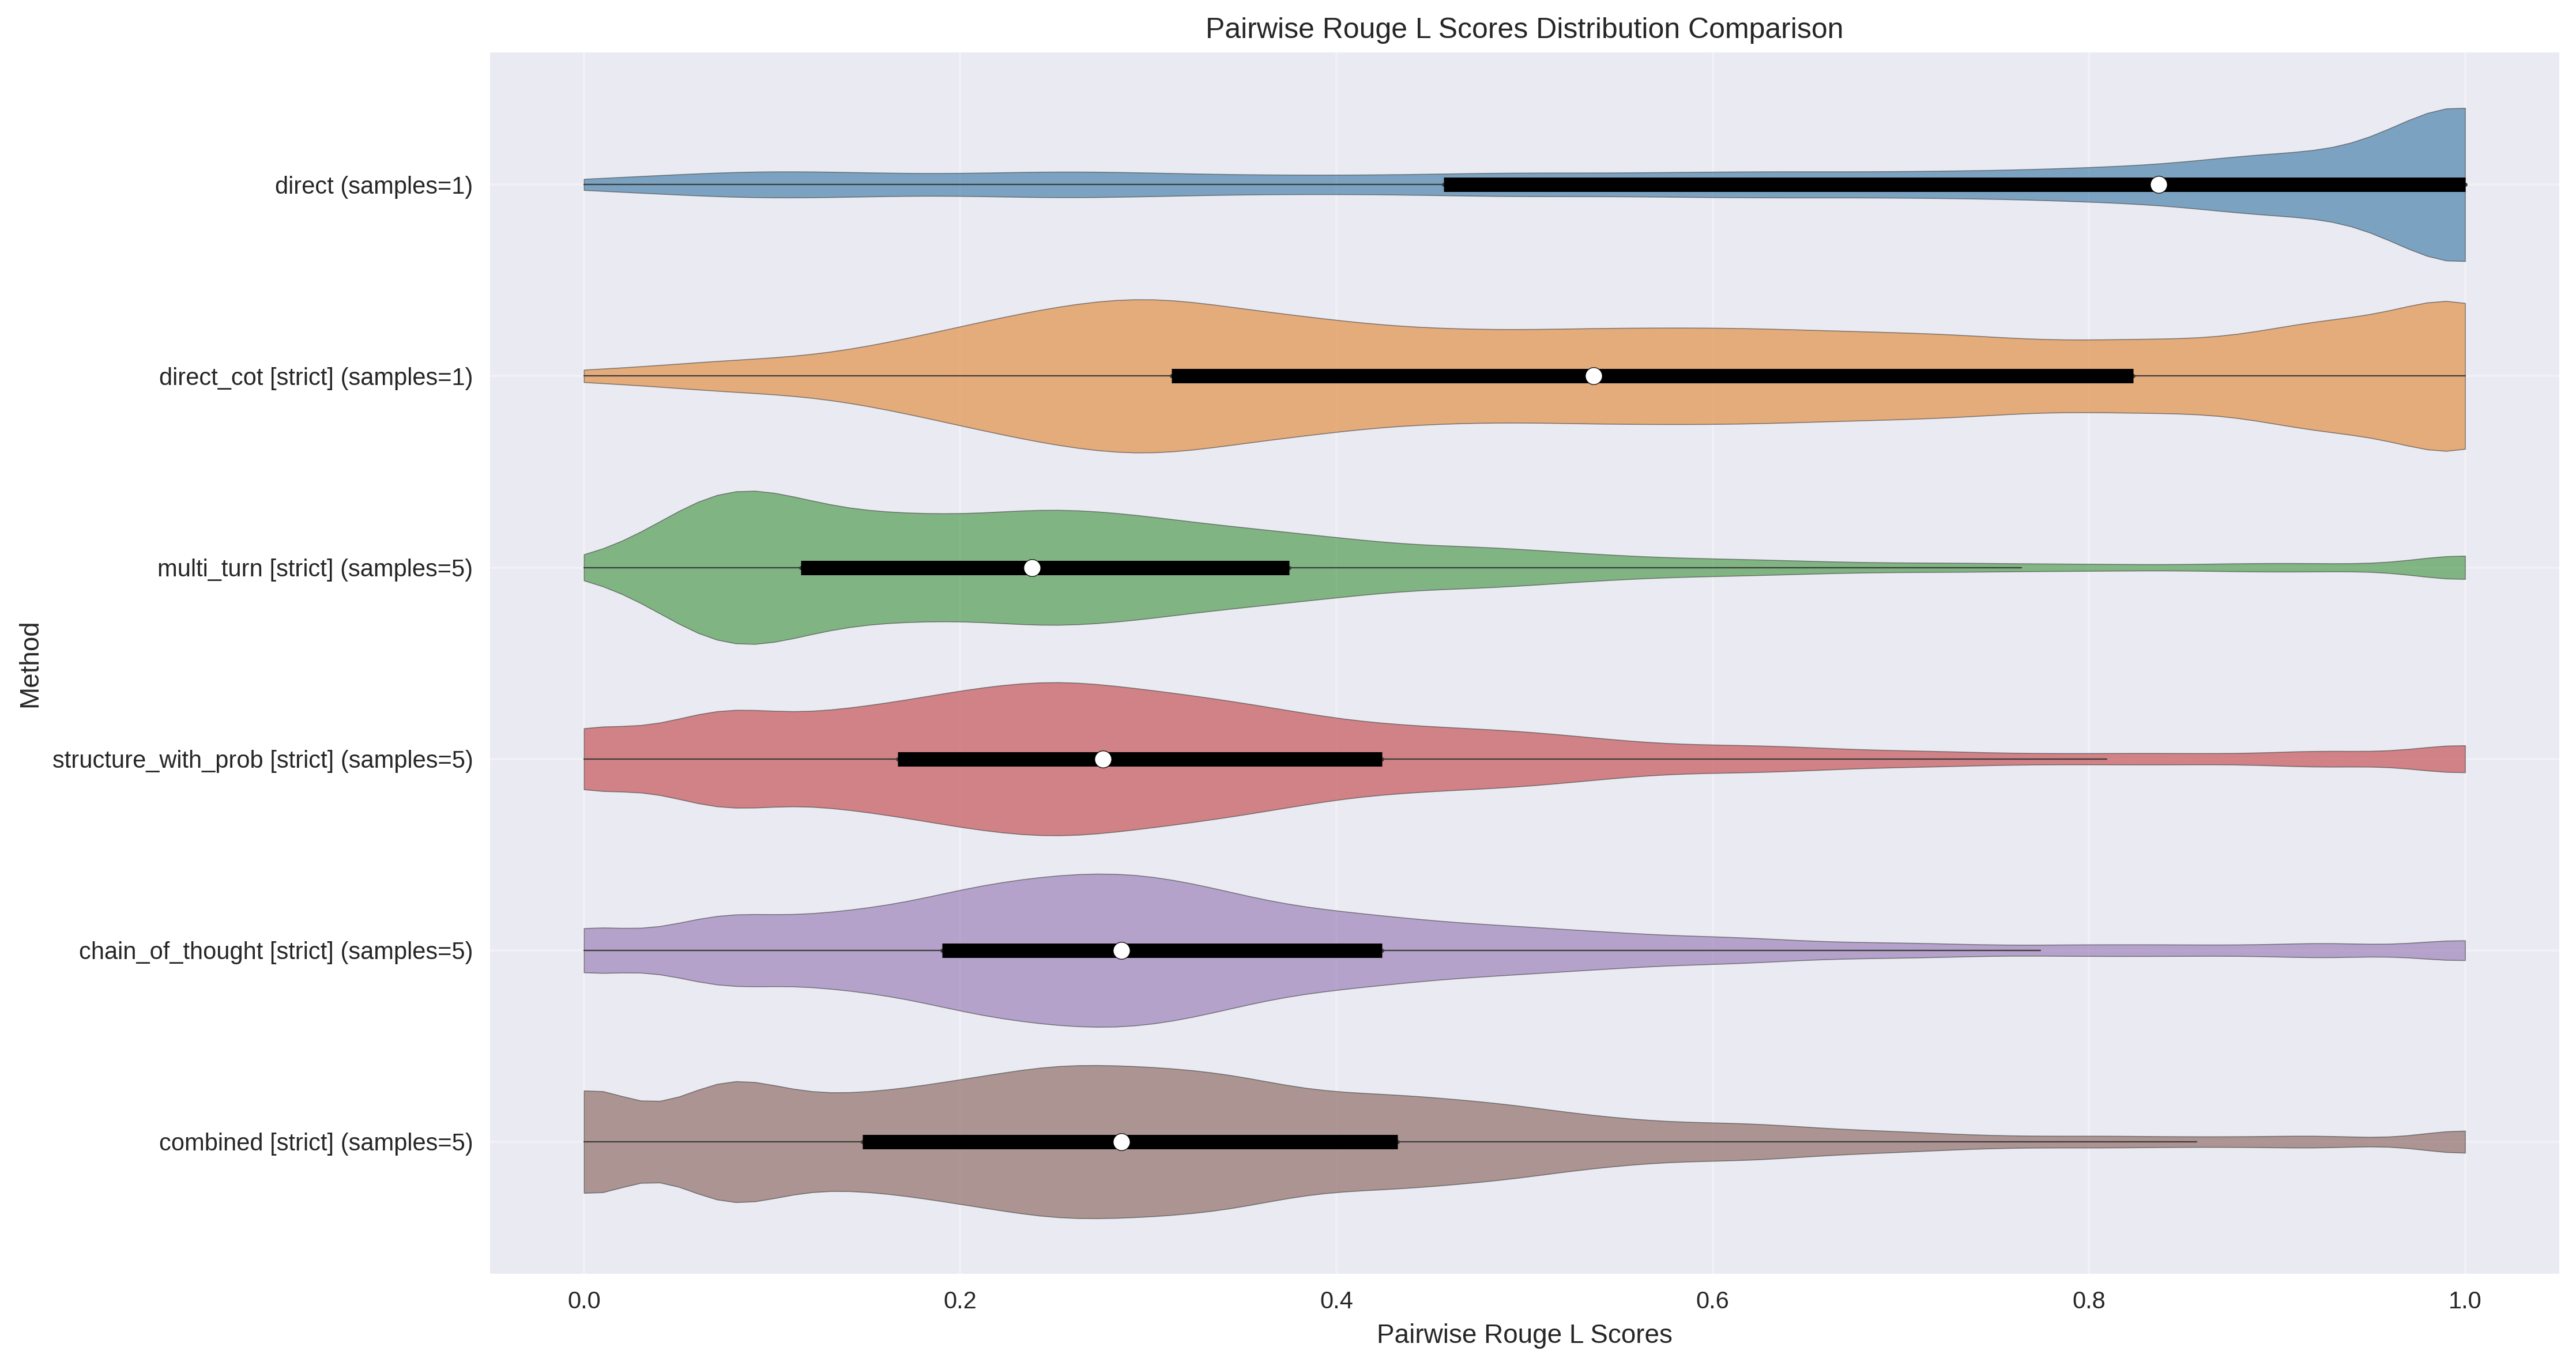 Pairwise Rouge L Scores Distribution Comparison
direct (samples=1)
direct_cot [strict] (samples=1)
multi_turn [strict] (samples=5)
structure_with_prob [strict] (samples=5)
chain_of_thought [strict] (samples=5)
combined [strict] (samples=5)
Method
0.0 0.2 0.4 0.6 0.8 1.0
Pairwise Rouge L Scores